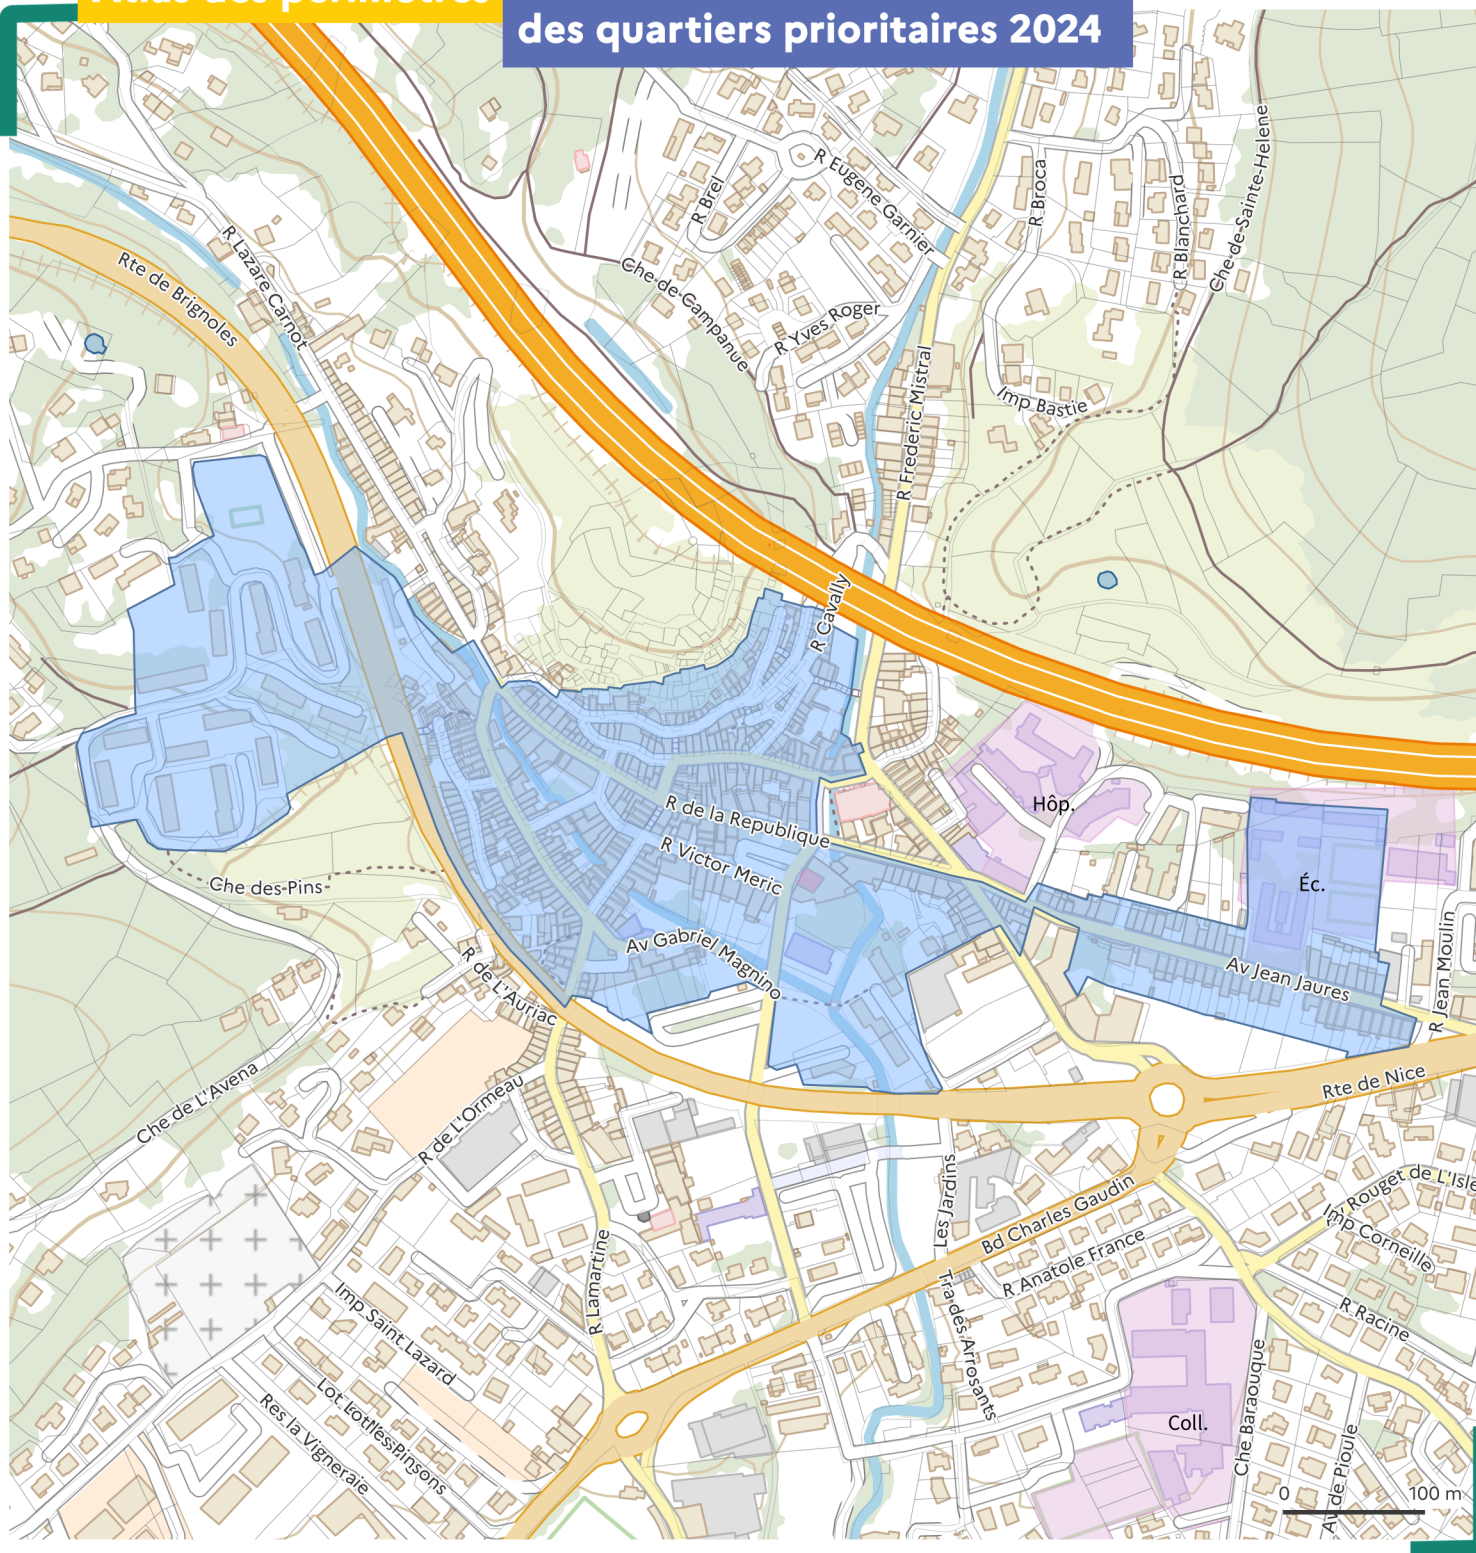 Atlas des périmètres
des quartiers prioritaires 2024
R Lazare Carnot
Rte de Brignoles
R Brel
R Eugene Garnier
Che de Campanue
R Yves Roger
R Frederic Mistral
R Broca
R Blanchard
Che de Sainte-Helene
Imp Bastie
R Cavally
Hôp.
R de la Republique
R Victor Meric
Éc.
Che des Pins
Av Gabriel Magnino
Av Jean Jaures
R Jean Moulin
R de L'Auriac
Che de L'Avena
R de L'Ormeau
Rte de Nice
Les Jardins
Bd Charles Gaudin
R Anatole France
R Rouget de L'Isle
Imp Corneille
R Lamartine
Imp Saint Lazard
Tra des Arrosants
R Racine
Lot Lotilles Pinsons
Res la Vigneraie
Coll.
Che Baraouque
Av de Pioule
0 100 m